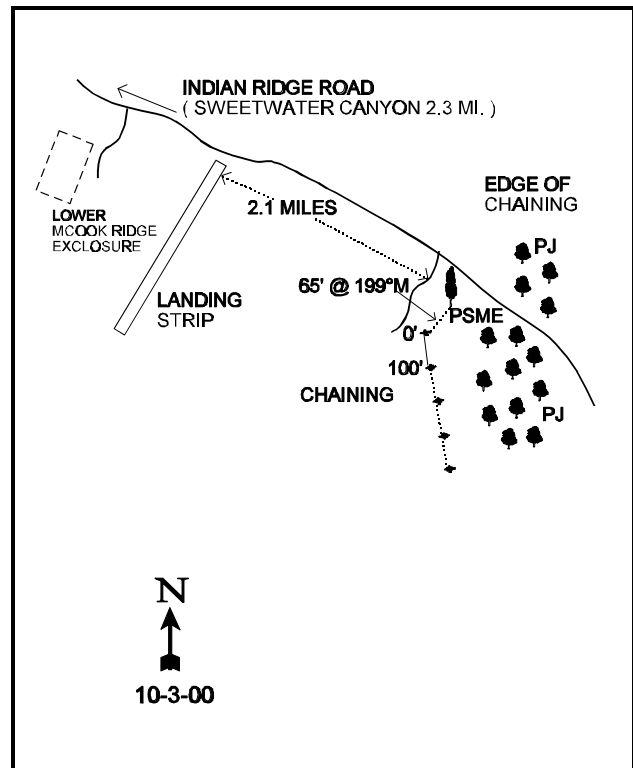 INDIAN RIDGE ROAD
( SWEETWATER CANYON 2.3 MI. )
EDGE OF
CHAINING
2.1 MILES
LOWER
MCOOK RIDGE
EXCLOSURE
PJ
65' @ 199°M
LANDING
STRIP
PSME
0'
100'
CHAINING
PJ
N
10-3-00